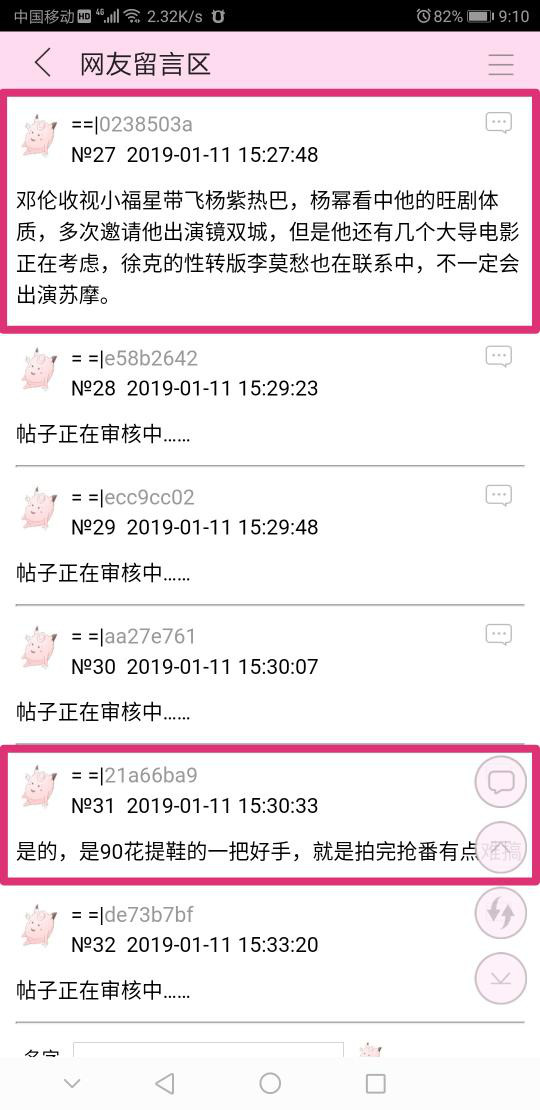 中国移动 HD 4G 2.32K/s 82% 9:10
网友留言区
==|0238503a
№27 2019-01-11 15:27:48
邓伦收视小福星带飞杨紫热巴，杨幂看中他的旺剧体
质，多次邀请他出演镜双城，但是他还有几个大导电影
正在考虑，徐克的性转版李莫愁也在联系中，不一定会
出演苏摩。
= =|e58b2642
№28 2019-01-11 15:29:23
帖子正在审核中……
= =|ecc9cc02
№29 2019-01-11 15:29:48
帖子正在审核中……
= =|aa27e761
№30 2019-01-11 15:30:07
帖子正在审核中……
= =|21a66ba9
№31 2019-01-11 15:30:33
是的，是90花提鞋的一把好手，就是拍完抢番有点难搞
= =|de73b7bf
№32 2019-01-11 15:33:20
帖子正在审核中……
名字